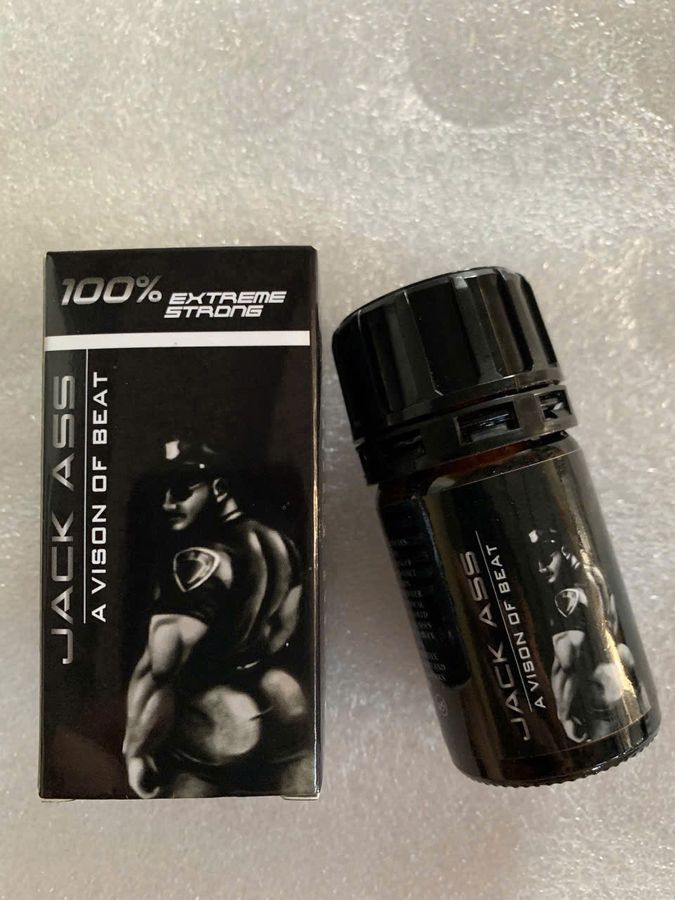 100% EXTREME
STRONG
JACK ASS
A VISON OF BEAT
JACK ASS
A VISON OF BEAT